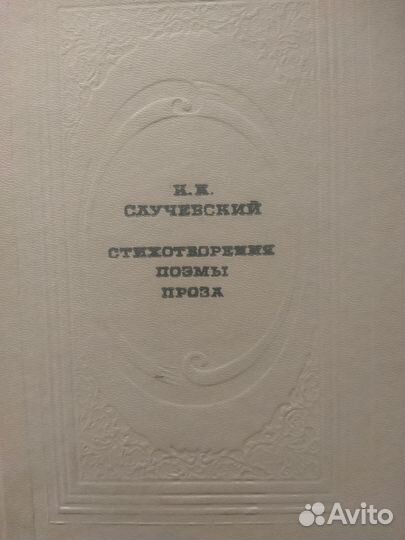 К. К.
СЛУЧЕВСКИЙ
СТИХОТВОРЕНИЯ
ПОЭМЫ
ПРОЗА
Avito